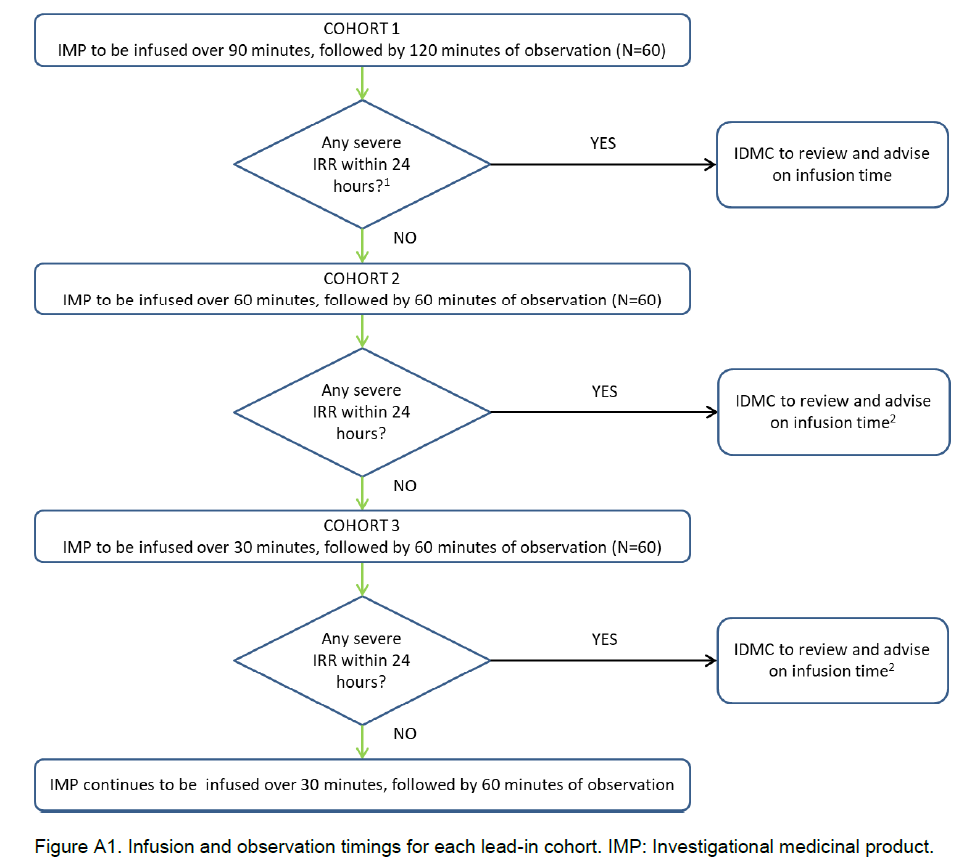 COHORT 1
IMP to be infused over 90 minutes, followed by 120 minutes of observation (N=60)
Any severe
IRR within 24
hours?¹
YES
IDMC to review and advise
on infusion time
NO
COHORT 2
IMP to be infused over 60 minutes, followed by 60 minutes of observation (N=60)
Any severe
IRR within 24
hours?
YES
IDMC to review and advise
on infusion time²
NO
COHORT 3
IMP to be infused over 30 minutes, followed by 60 minutes of observation (N=60)
Any severe
IRR within 24
hours?
YES
IDMC to review and advise
on infusion time²
NO
IMP continues to be infused over 30 minutes, followed by 60 minutes of observation
Figure A1. Infusion and observation timings for each lead-in cohort. IMP: Investigational medicinal product.